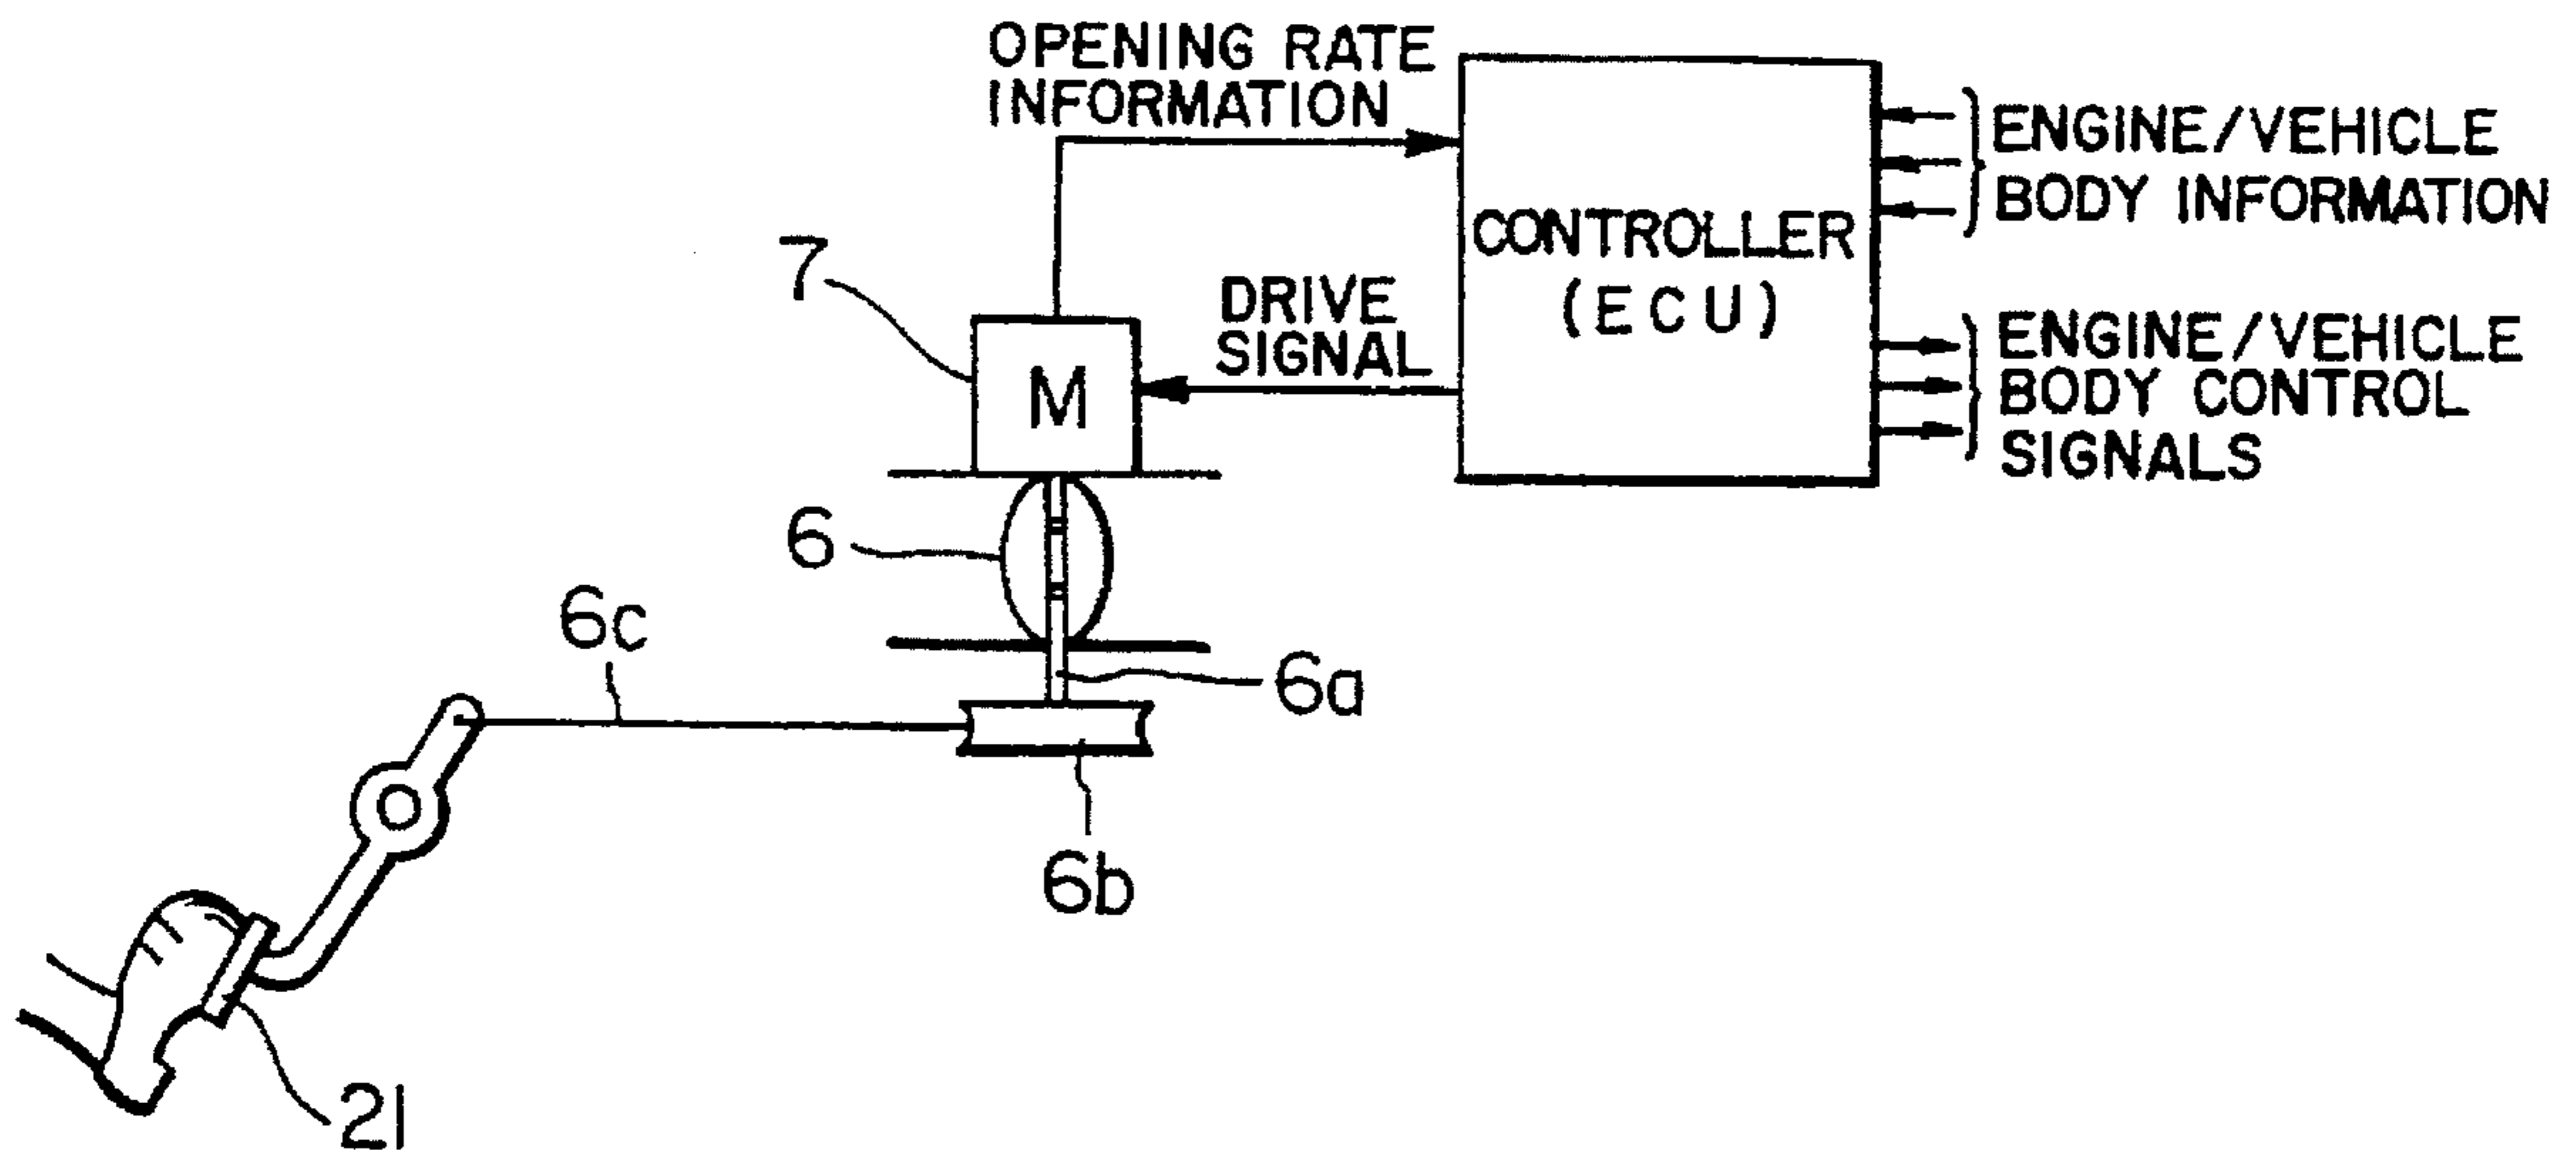 OPENING RATE
INFORMATION
ENGINE/VEHICLE
BODY INFORMATION
CONTROLLER
(ECU)
7
DRIVE
SIGNAL
M
ENGINE/VEHICLE
BODY CONTROL
SIGNALS
6
6c
6a
6b
21